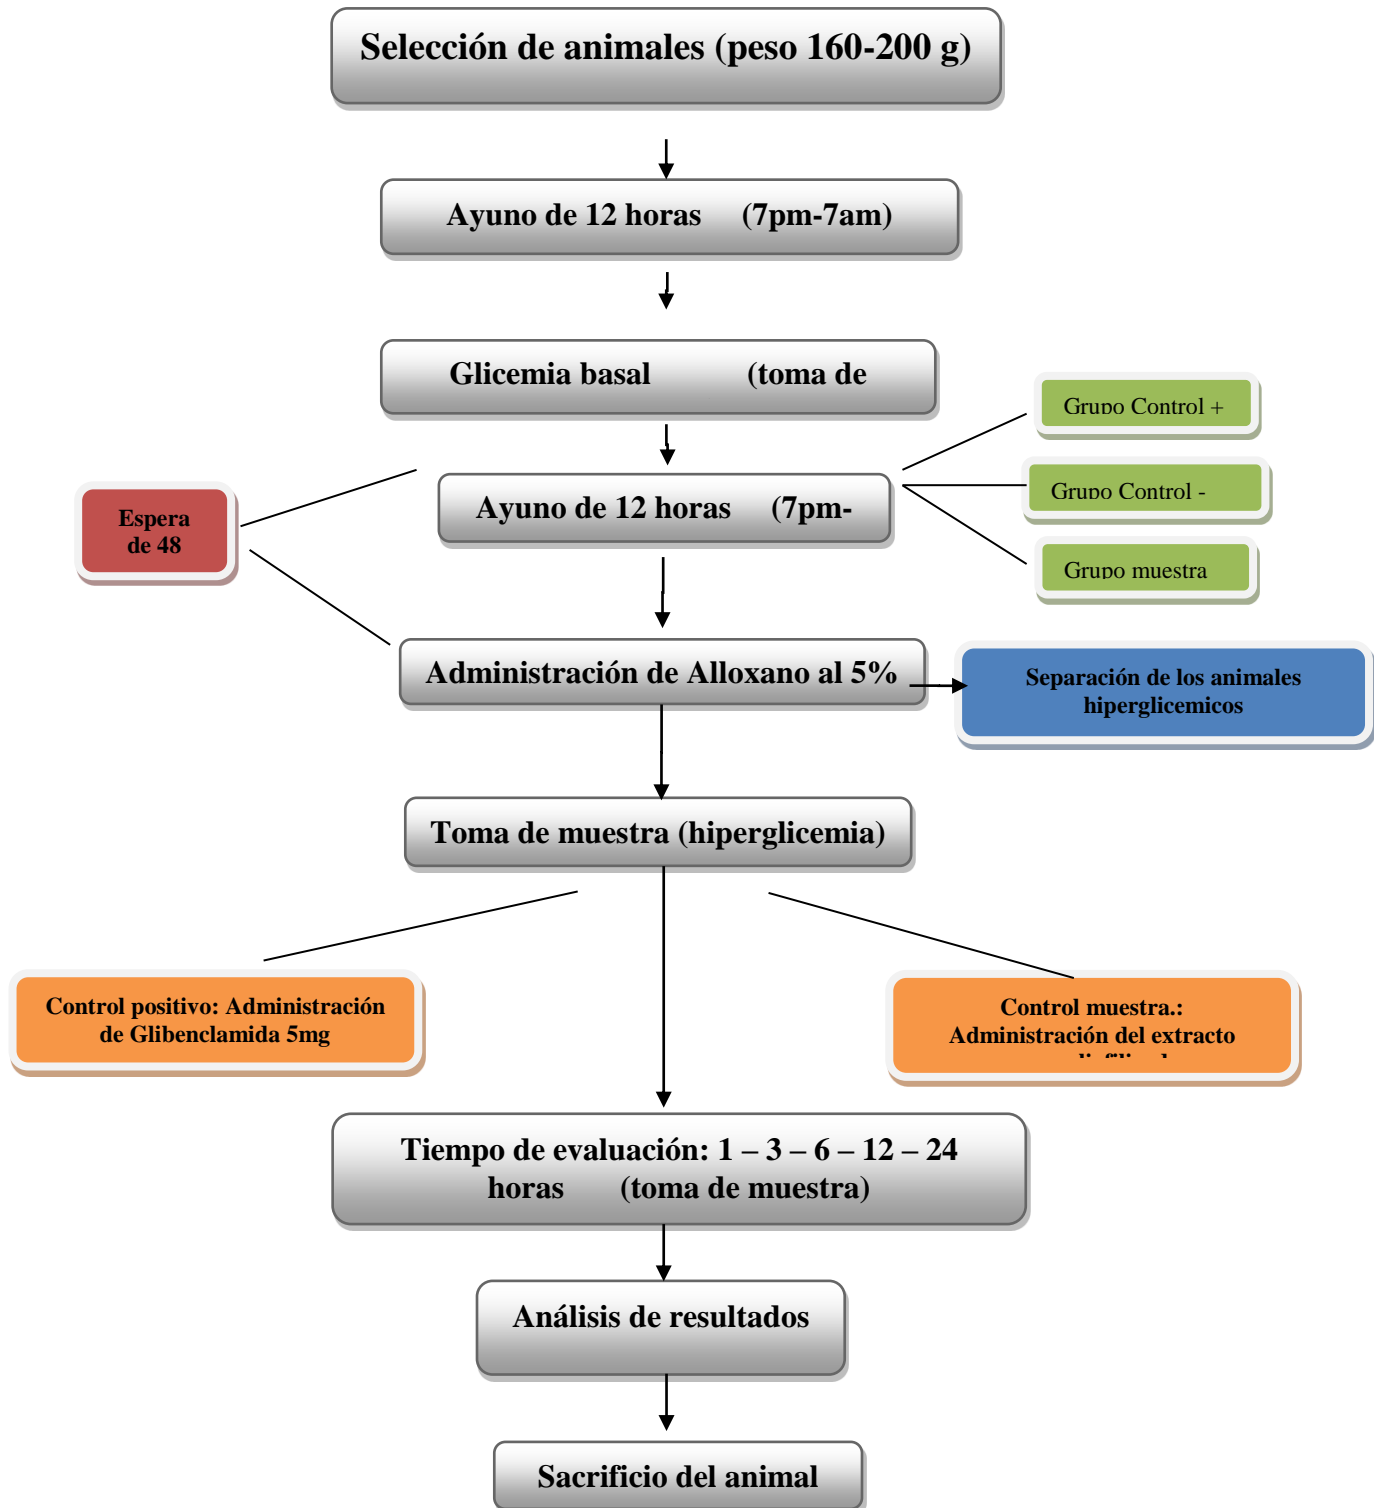 Selección de animales (peso 160-200 g)
Ayuno de 12 horas (7pm-7am)
Glicemia basal (toma de
Grupo Control +
Ayuno de 12 horas (7pm-
Grupo Control -
Espera
de 48
Grupo muestra
Administración de Alloxano al 5%
Separación de los animales
hiperglicemicos
Toma de muestra (hiperglicemia)
Control positivo: Administración
de Glibenclamida 5mg
Control muestra.:
Administración del extracto
Tiempo de evaluación: 1 – 3 – 6 – 12 – 24
horas (toma de muestra)
Análisis de resultados
Sacrificio del animal